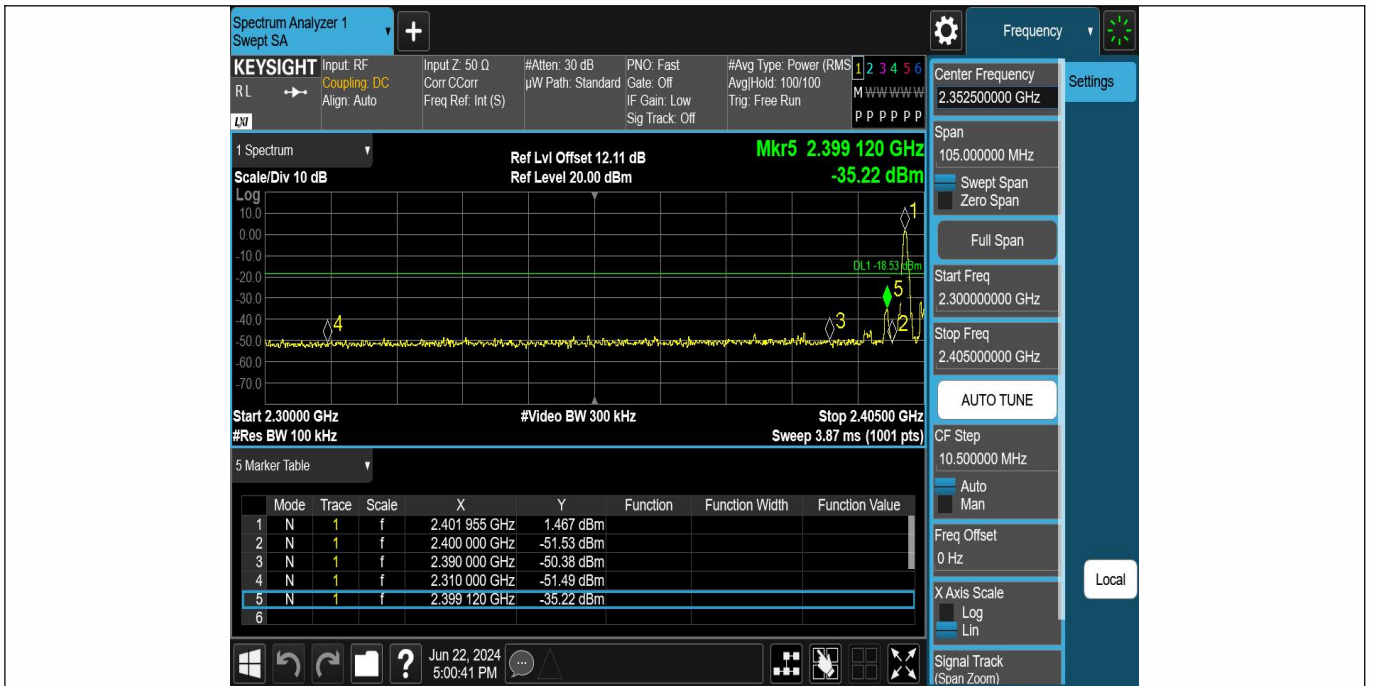 Spectrum Analyzer 1
Swept SA
+
Frequency
KEYSIGHT
RL
LXI
Input: RF
Coupling: DC
Align: Auto
Input Z: 50 Ω
Corr CCorr
Freq Ref: Int (S)
#Atten: 30 dB
µW Path: Standard
PNO: Fast
Gate: Off
IF Gain: Low
Sig Track: Off
#Avg Type: Power (RMS
Avg|Hold: 100/100
Trig: Free Run
1 2 3 4 5 6
M W W W W W
P P P P P P
1 Spectrum
Scale/Div 10 dB
Ref Lvl Offset 12.11 dB
Ref Level 20.00 dBm
Mkr5 2.399 120 GHz
-35.22 dBm
Log
10.0
0.00
-10.0
-20.0
-30.0
-40.0
-50.0
-60.0
-70.0
1
DL1 -18.53 dBm
5
4
3
2
Start 2.30000 GHz
#Video BW 300 kHz
Stop 2.40500 GHz
#Res BW 100 kHz
Sweep 3.87 ms (1001 pts)
5 Marker Table
Mode Trace Scale X Y Function Function Width Function Value
1 N 1 f 2.401 955 GHz 1.467 dBm
2 N 1 f 2.400 000 GHz -51.53 dBm
3 N 1 f 2.390 000 GHz -50.38 dBm
4 N 1 f 2.310 000 GHz -51.49 dBm
5 N 1 f 2.399 120 GHz -35.22 dBm
6
?
Jun 22, 2024
5:00:41 PM
Center Frequency
2.352500000 GHz
Settings
Span
105.000000 MHz
Swept Span
Zero Span
Full Span
Start Freq
2.300000000 GHz
Stop Freq
2.405000000 GHz
AUTO TUNE
CF Step
10.500000 MHz
Auto
Man
Freq Offset
0 Hz
Local
X Axis Scale
Log
Lin
Signal Track
(Span Zoom)